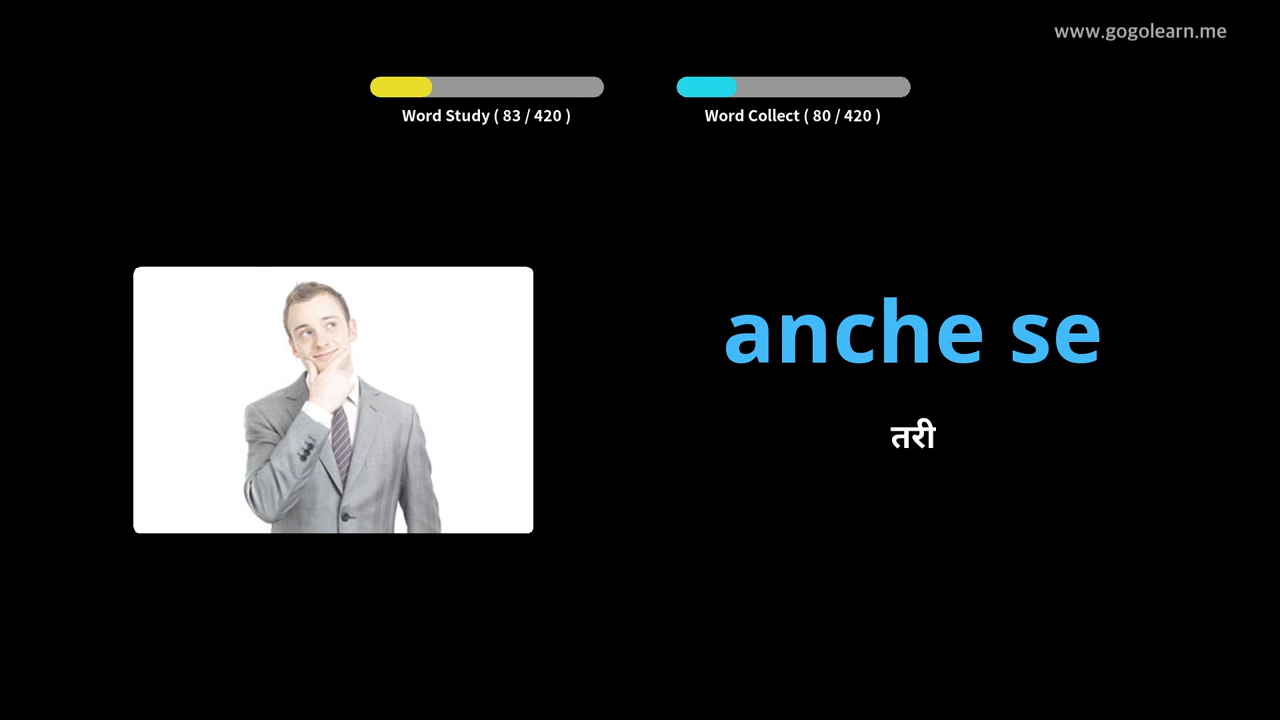 www.gogolearn.me
Word Study ( 83 / 420 )
Word Collect ( 80 / 420 )
anche se
तरी